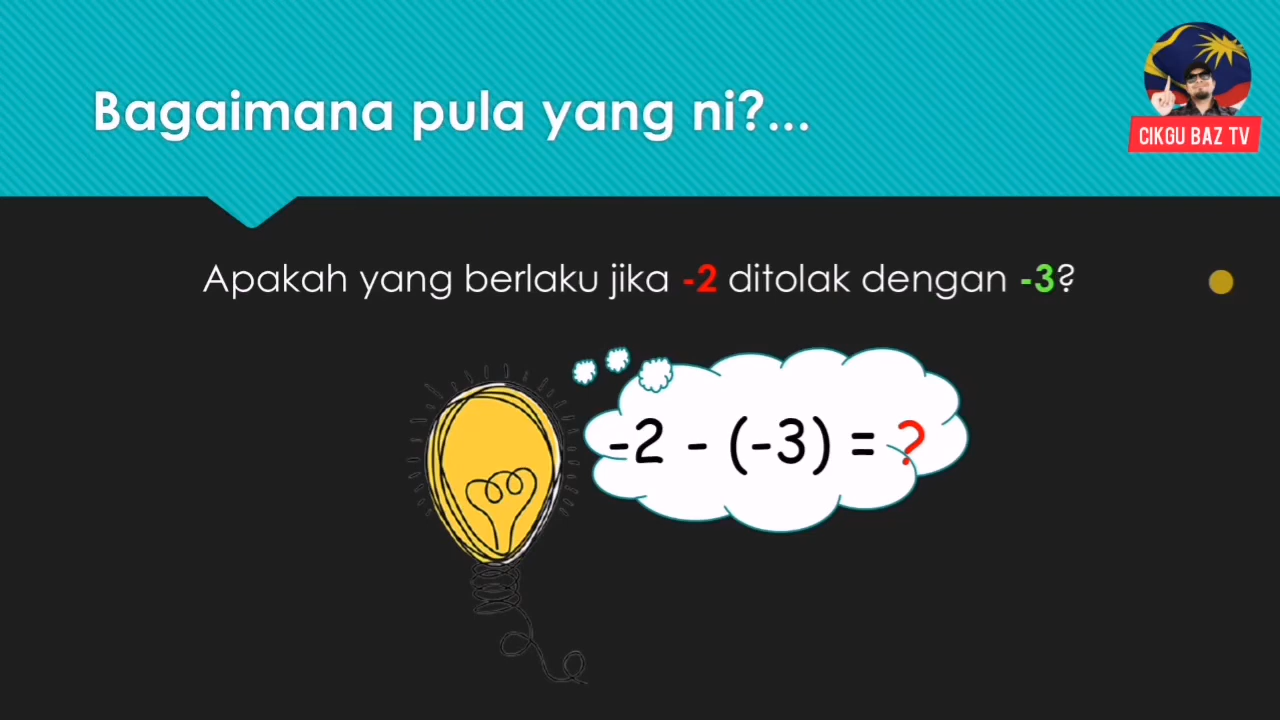 Bagaimana pula yang ni?...
CIKGU BAZ TV
Apakah yang berlaku jika -2 ditolak dengan -3?
-2 - (-3) = ?